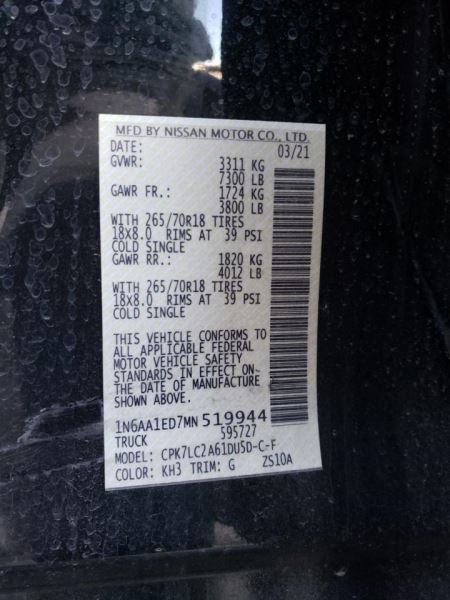 MFD BY NISSAN MOTOR CO., LTD.
DATE: 03/21
GVWR: 3311 KG
7300 LB
GAWR FR.: 1724 KG
3800 LB
WITH 265/70R18 TIRES
18X8.0 RIMS AT 39 PSI
COLD SINGLE
GAWR RR.: 1820 KG
4012 LB
WITH 265/70R18 TIRES
18X8.0 RIMS AT 39 PSI
COLD SINGLE
THIS VEHICLE CONFORMS TO
ALL APPLICABLE FEDERAL
MOTOR VEHICLE SAFETY
STANDARDS IN EFFECT ON
THE DATE OF MANUFACTURE
SHOWN ABOVE.
1N6AA1ED7MN519944
TRUCK 595727
MODEL: CPK7LC2A61DU5D-C-F
COLOR: KH3 TRIM: G ZS10A